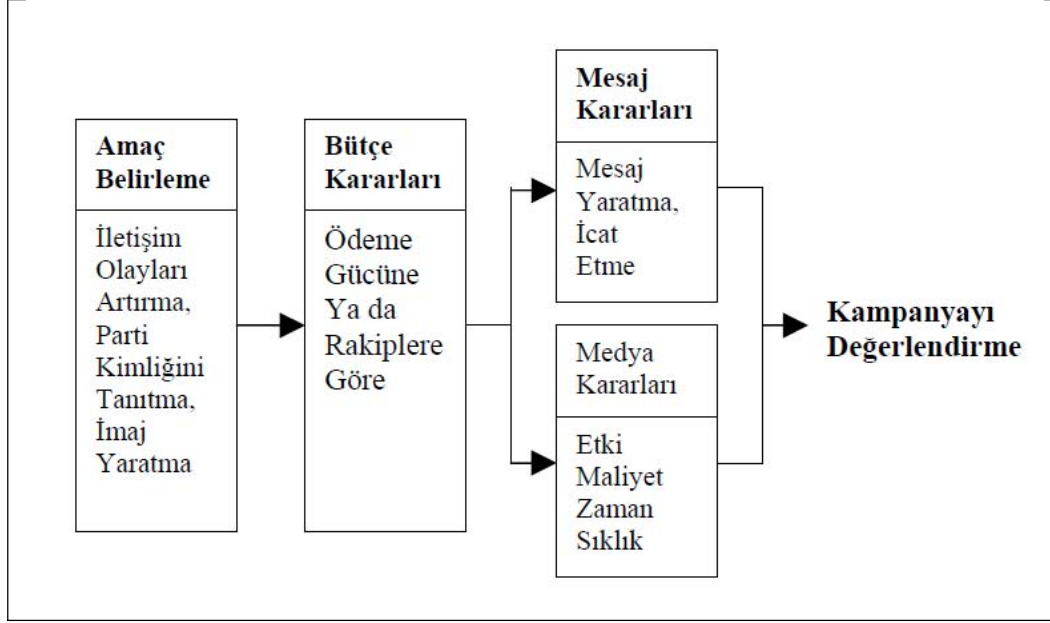 Amaç
Belirleme
İletişim
Olayları
Artırma,
Parti
Kimliğini
Tanıtma,
İmaj
Yaratma
Bütçe
Kararları
Ödeme
Gücüne
Ya da
Rakiplere
Göre
Mesaj
Kararları
Mesaj
Yaratma,
İcat
Etme
Medya
Kararları
Etki
Maliyet
Zaman
Sıklık
Kampanyayı
Değerlendirme